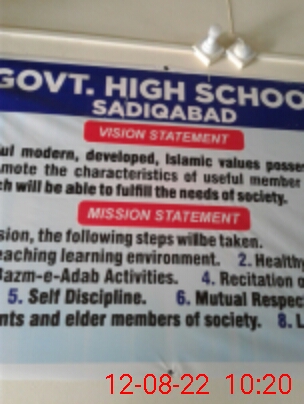 GOVT. HIGH SCHOO
SADIQABAD
VISION STATEMENT
ul modern, developed, Islamic values posse
mote the characteristics of useful member
ch will be able to fulfill the needs of society.
MISSION STATEMENT
sion, the following steps willbe taken.
eaching learning environment. 2. Health
Bazm-e-Adab Activities. 4. Recitation o
5. Self Discipline. 6. Mutual Respec
nts and elder members of society. 8. L
12-08-22 10:20